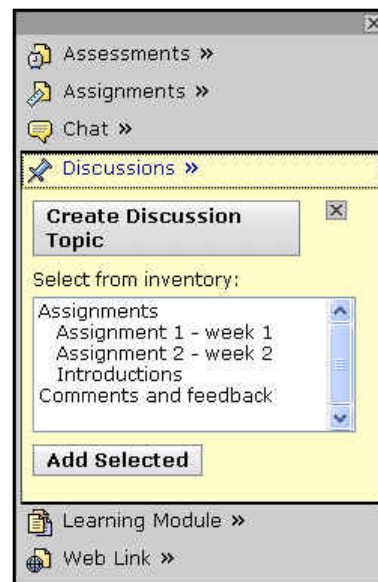 Assessments »
Assignments »
Chat »
Discussions »
Create Discussion
Topic
Select from inventory:
Assignments
Assignment 1 - week 1
Assignment 2 - week 2
Introductions
Comments and feedback
Add Selected
Learning Module »
Web Link »